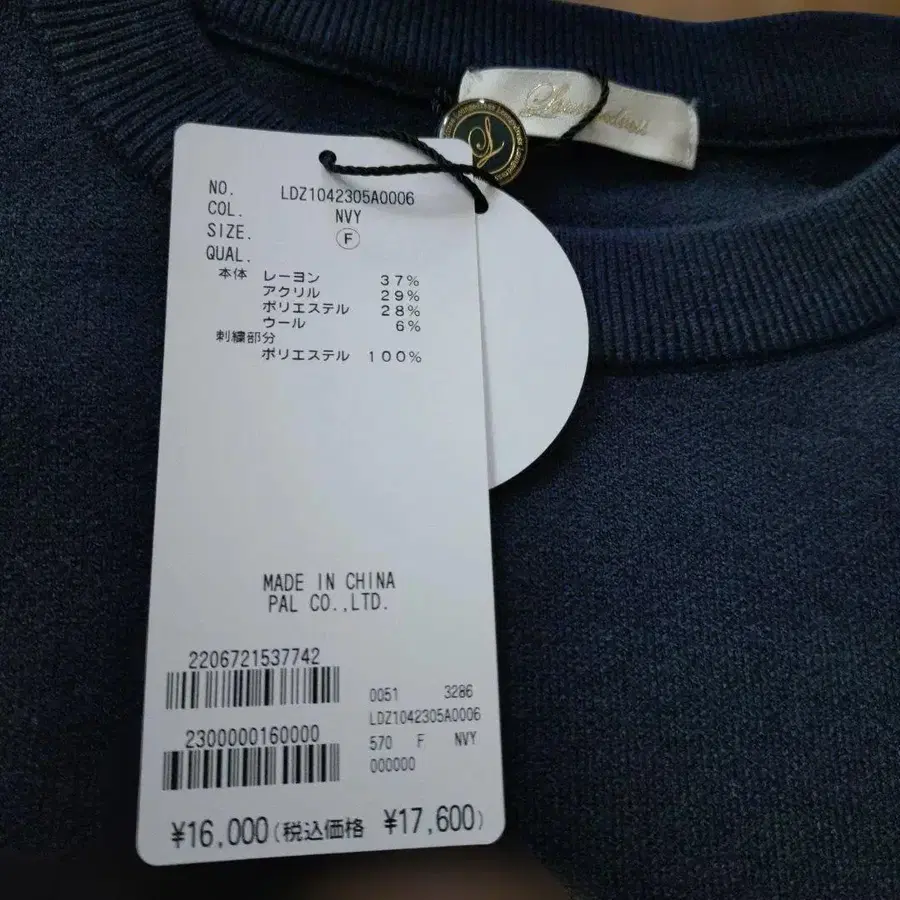 NO. LDZ1042305A0006
COL. NVY
SIZE. F
QUAL.
本体 レーヨン 37%
アクリル 29%
ポリエステル 28%
ウール 6%
刺繍部分
ポリエステル 100%
MADE IN CHINA
PAL CO.,LTD.
2206721537742
0051 3286
LDZ1042305A0006
2300000160000
570 F NVY
000000
¥16,000(税込価格 ¥17,600)